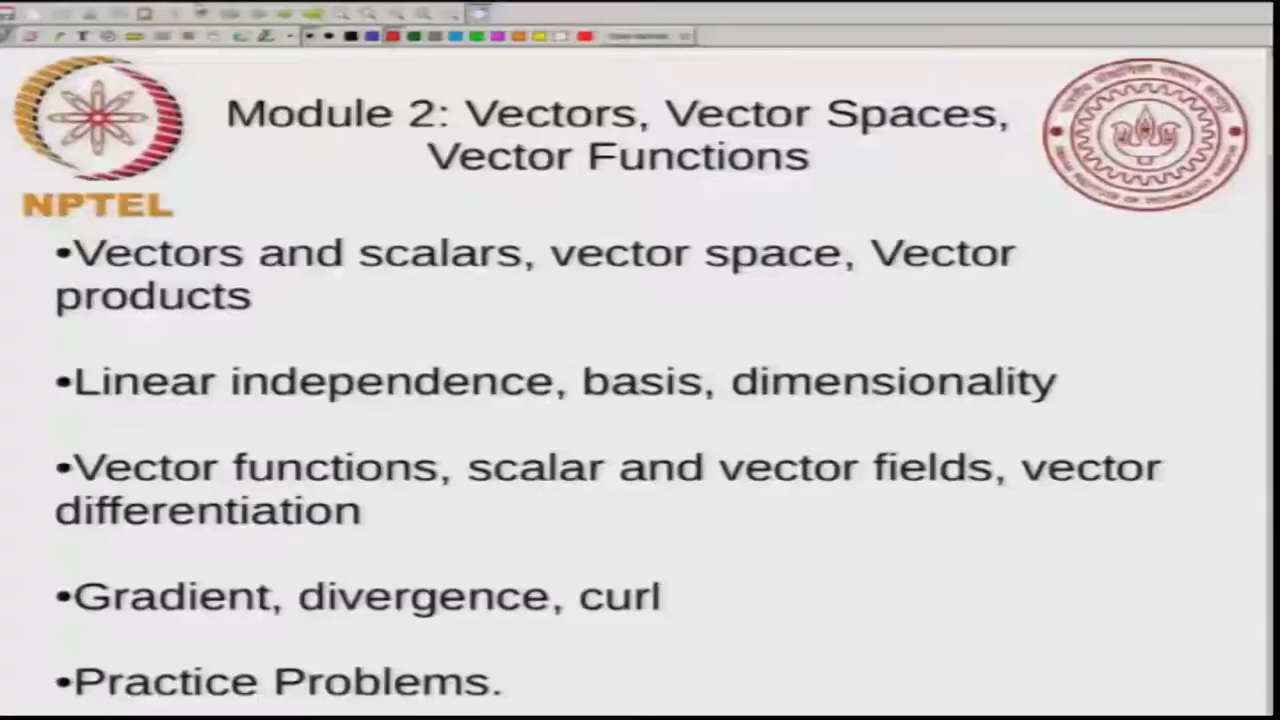 Module 2: Vectors, Vector Spaces,
Vector Functions
NPTEL
•Vectors and scalars, vector space, Vector
products
•Linear independence, basis, dimensionality
•Vector functions, scalar and vector fields, vector
differentiation
•Gradient, divergence, curl
•Practice Problems.